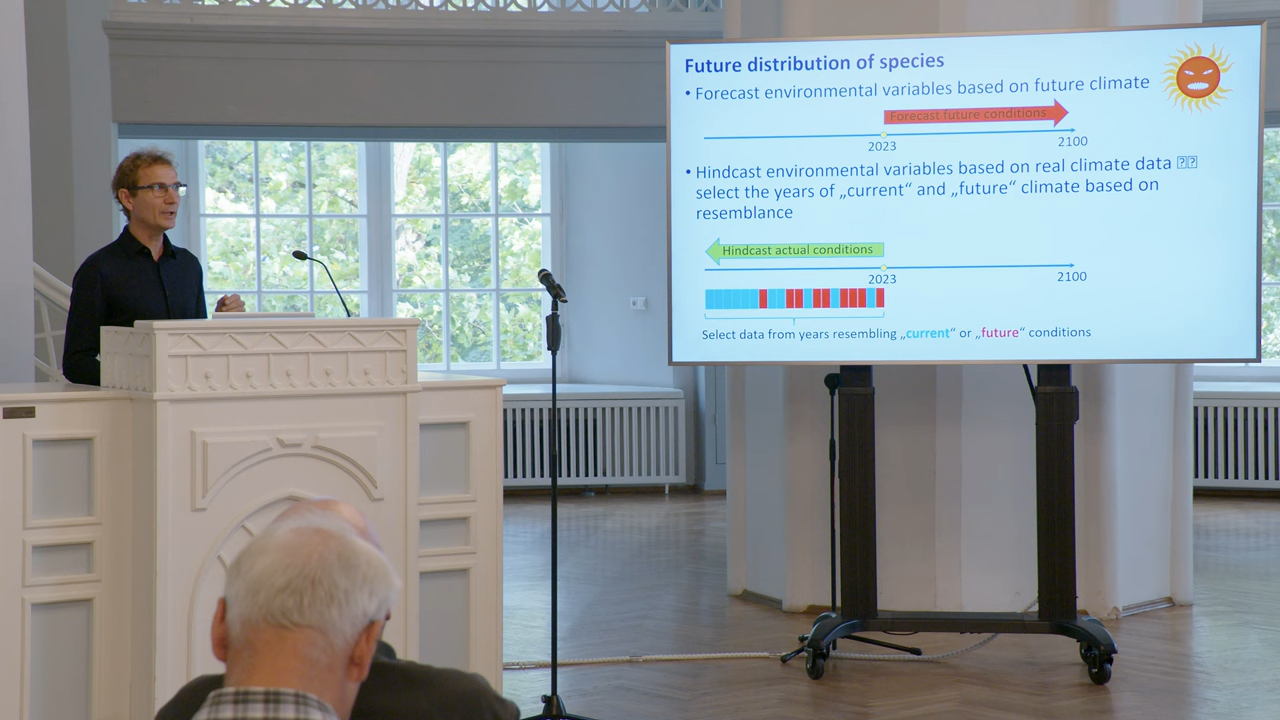 Future distribution of species
• Forecast environmental variables based on future climate
Forecast future conditions
2023
2100
• Hindcast environmental variables based on real climate data ⍰⍰
select the years of „current“ and „future“ climate based on
resemblance
Hindcast actual conditions
2023
2100
Select data from years resembling „current“ or „future“ conditions